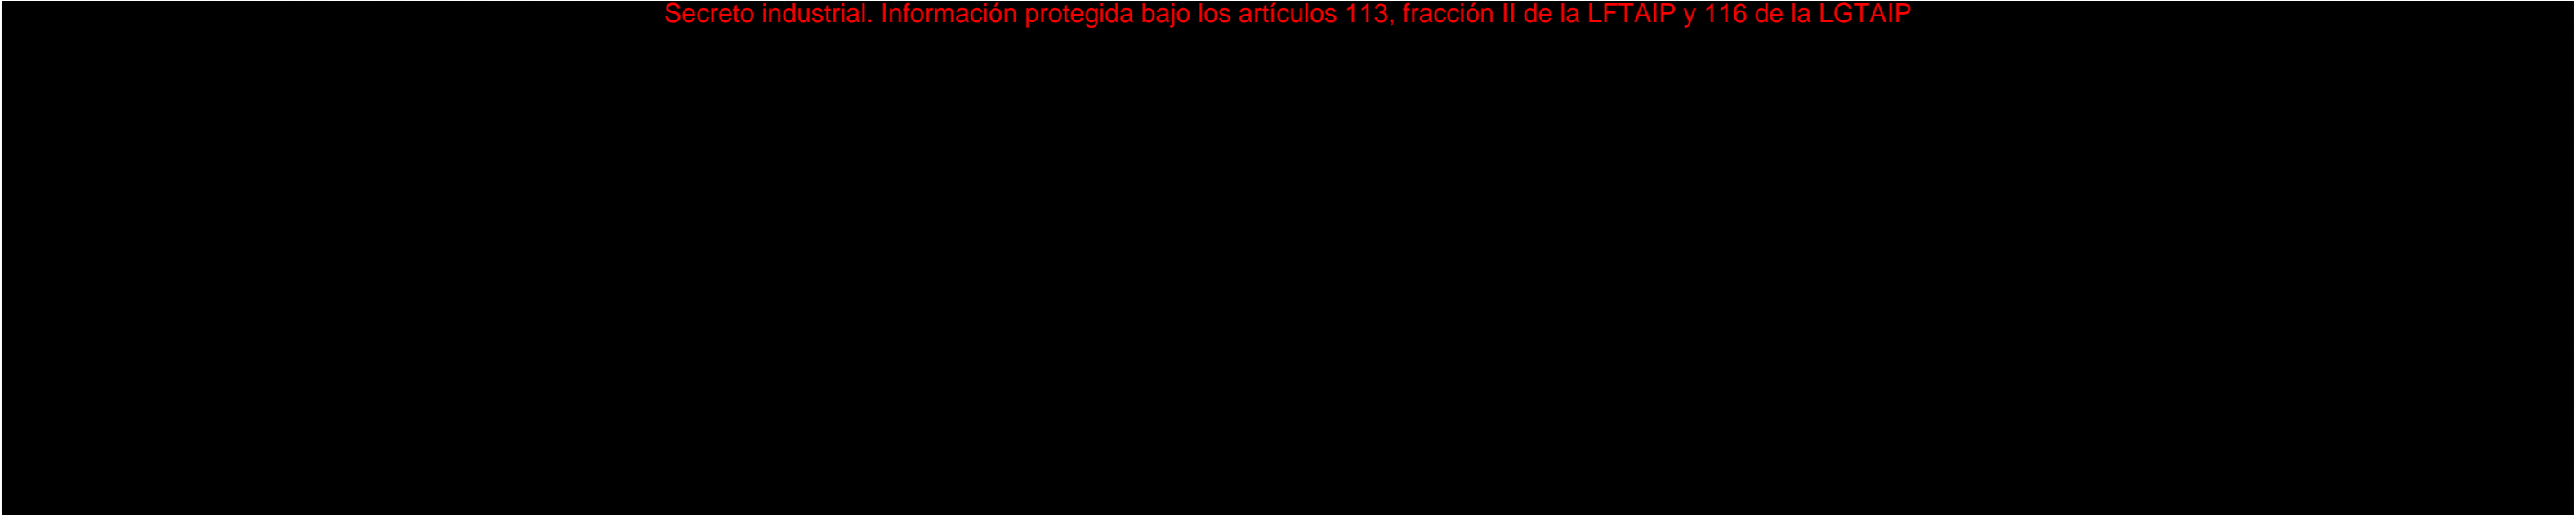 Secreto industrial. Información protegida bajo los artículos 113, fracción II de la LFTAIP y 116 de la LGTAIP